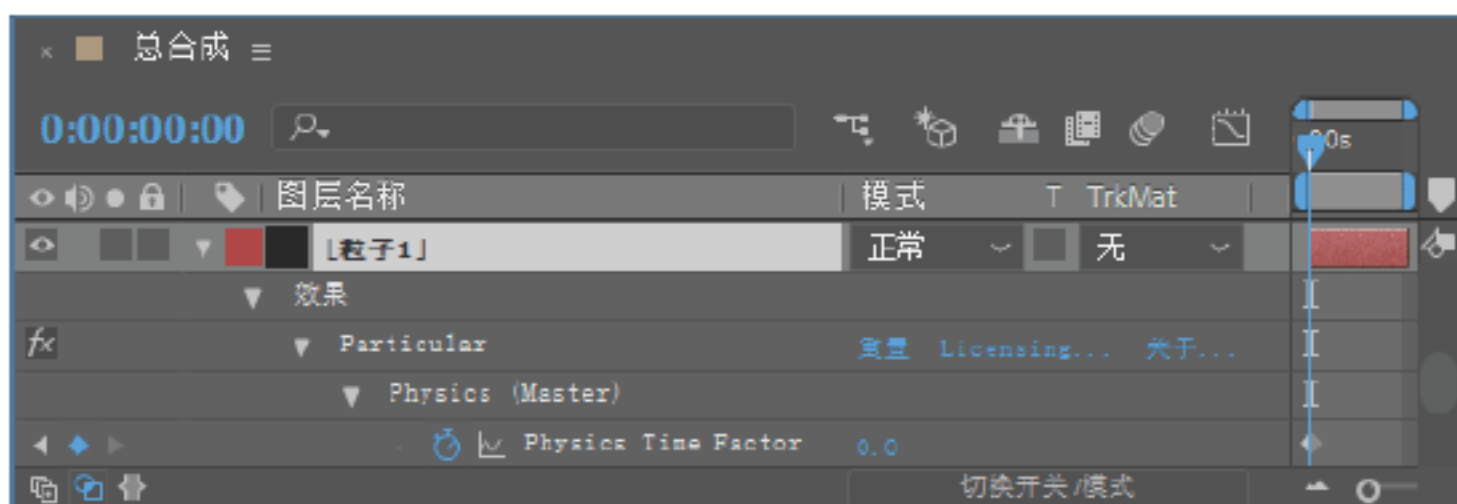 总合成
0:00:00:00
00s
图层名称 模式 T TrkMat
[粒子1] 正常 无
效果
fx Particular 重置 Licensing... 关于...
Physics (Master)
Physics Time Factor 0.0
切换开关/模式